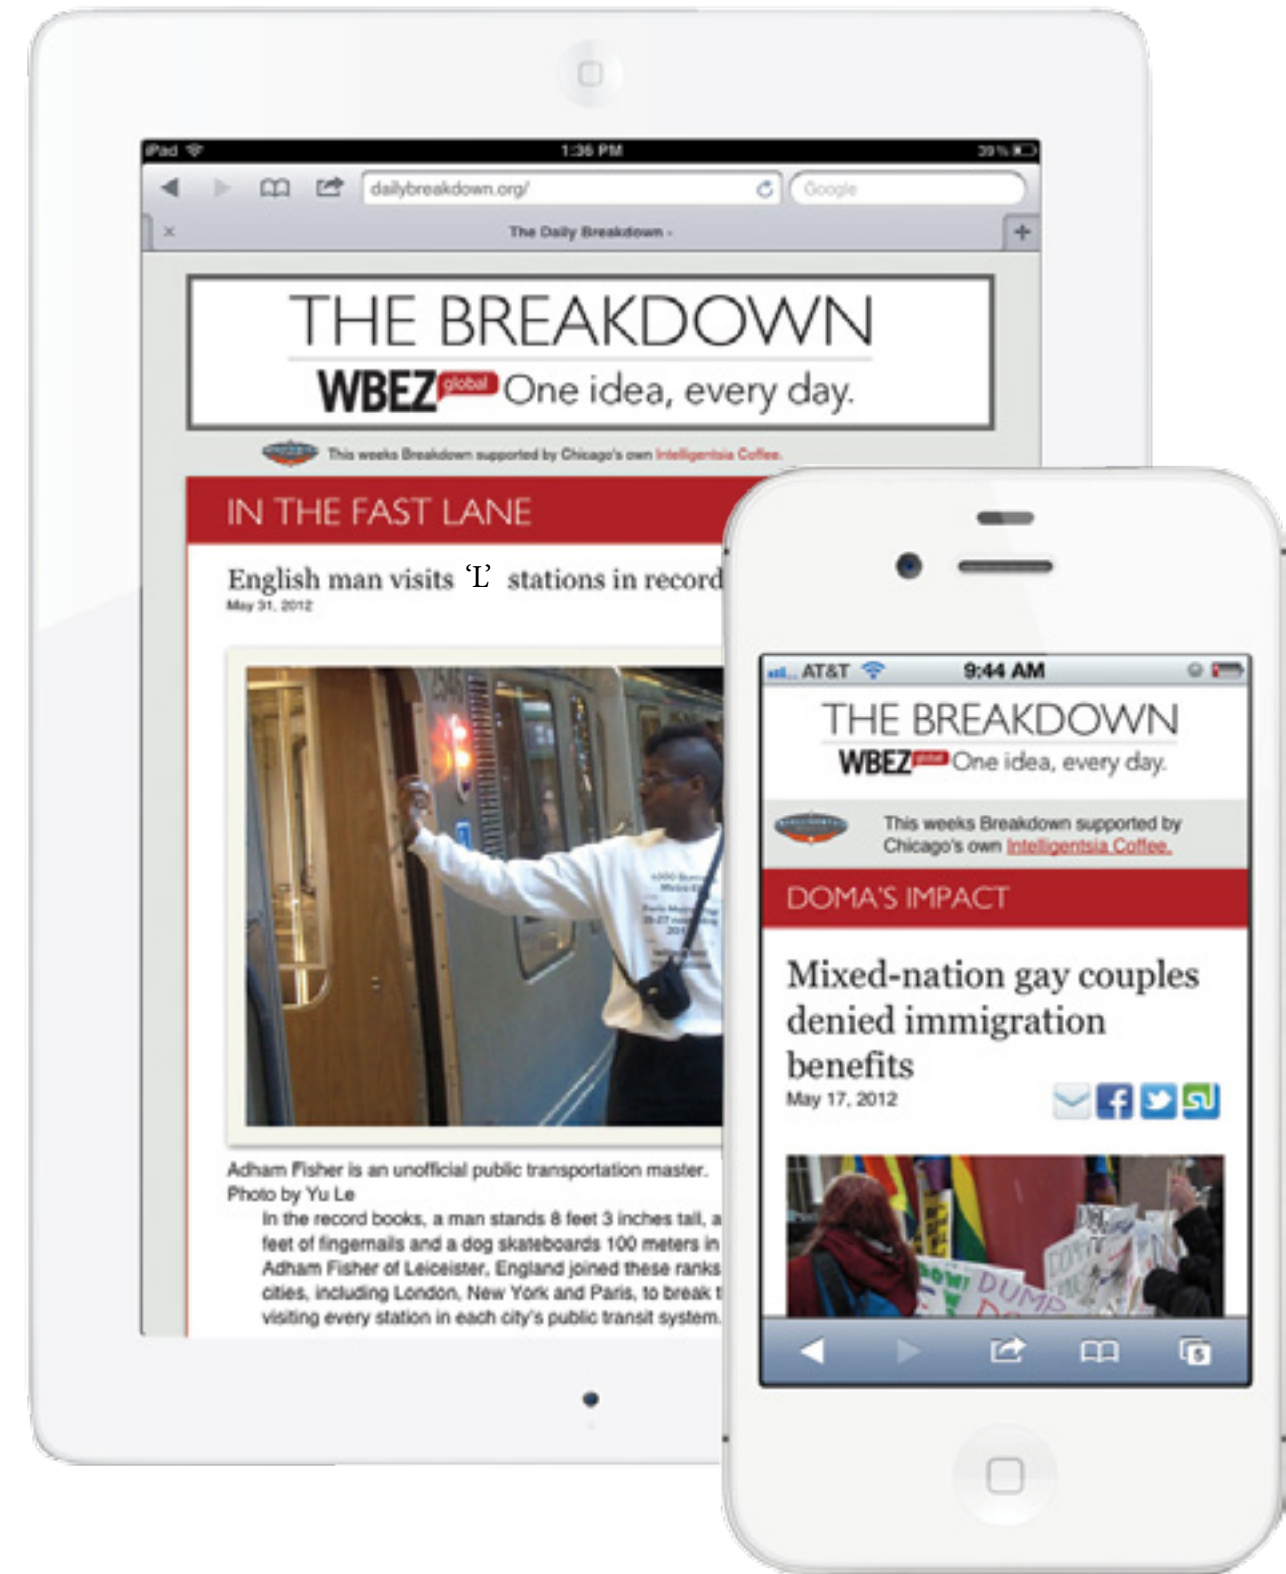 iPad 1:36 PM 39%
dailybreakdown.org/ Google
The Daily Breakdown -
THE BREAKDOWN
WBEZ global One idea, every day.
This weeks Breakdown supported by Chicago's own Intelligentsia Coffee.
IN THE FAST LANE
English man visits ‘L’ stations in record
May 31, 2012
Adham Fisher is an unofficial public transportation master.
Photo by Yu Le
In the record books, a man stands 8 feet 3 inches tall, a
feet of fingernails and a dog skateboards 100 meters in
Adham Fisher of Leiceister, England joined these ranks
cities, including London, New York and Paris, to break t
visiting every station in each city's public transit system.
AT&T 9:44 AM
THE BREAKDOWN
WBEZ global One idea, every day.
This weeks Breakdown supported by
Chicago's own Intelligentsia Coffee.
DOMA'S IMPACT
Mixed-nation gay couples
denied immigration
benefits
May 17, 2012
DUMP
5